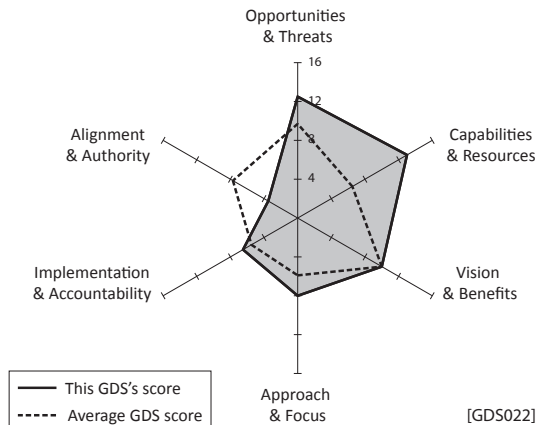 Opportunities
& Threats
16
12
8
4
Alignment
& Authority
Capabilities
& Resources
Implementation
& Accountability
Vision
& Benefits
Approach
& Focus
This GDS's score
Average GDS score
[GDS022]